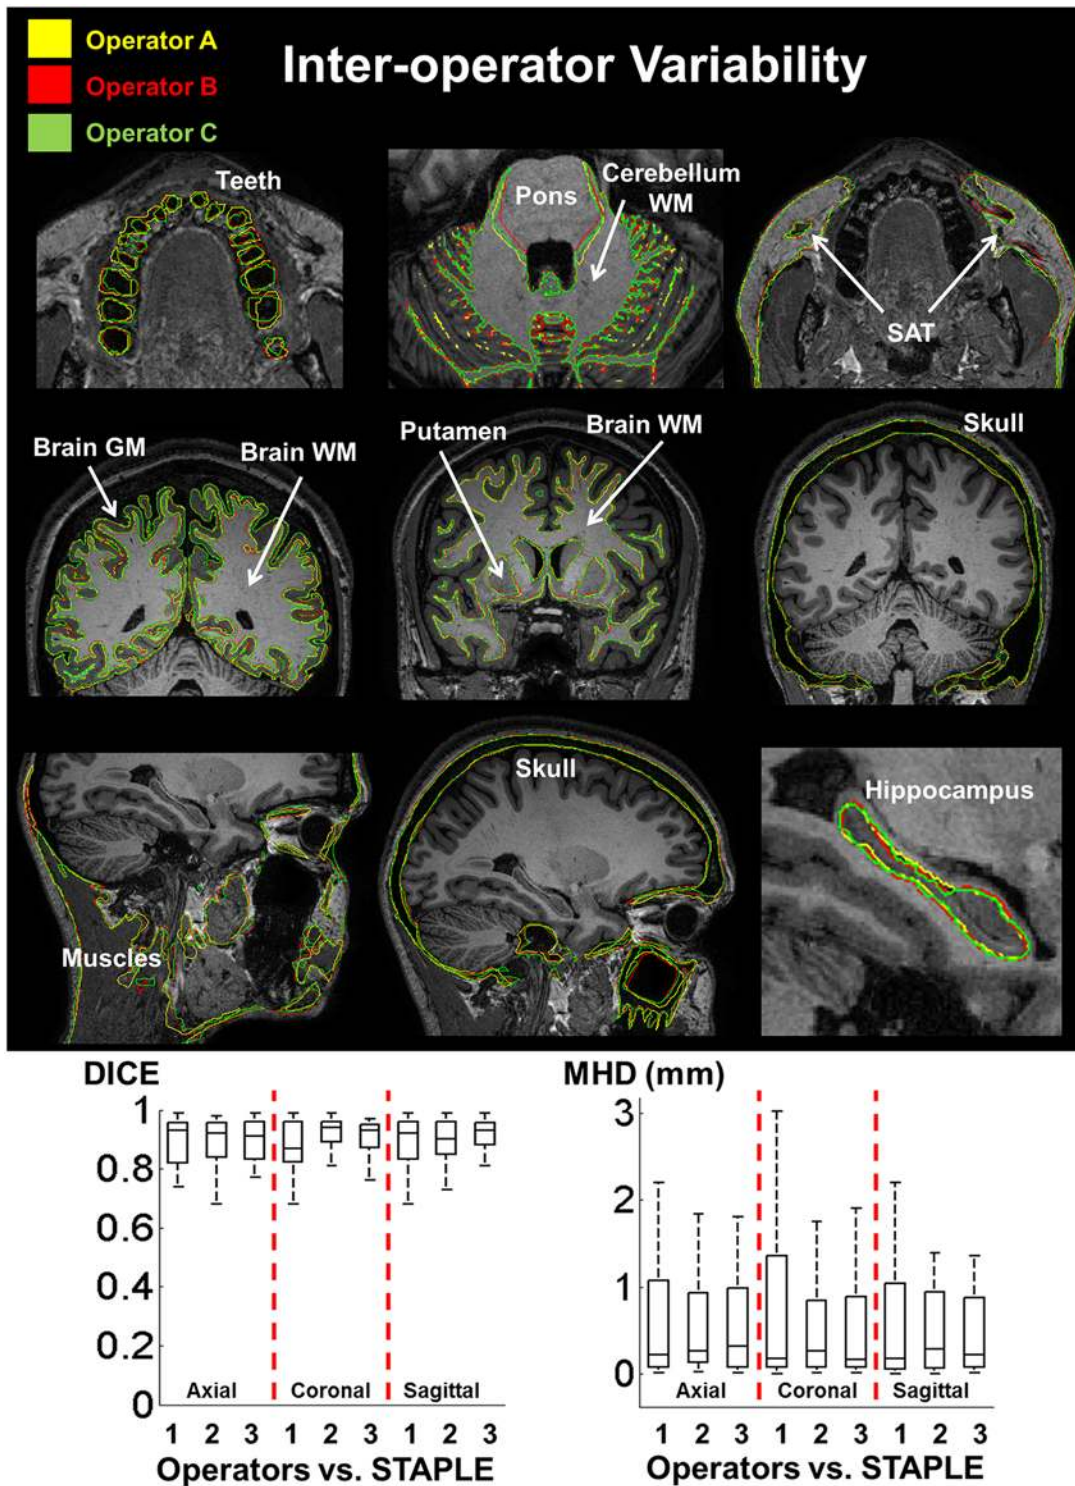 Operator A
Operator B
Operator C
Inter-operator Variability
Teeth
Pons
Cerebellum
WM
SAT
Brain GM
Brain WM
Putamen
Brain WM
Skull
Muscles
Skull
Hippocampus
DICE
1
0.8
0.6
0.4
0.2
0
Axial
Coronal
Sagittal
1 2 3 1 2 3 1 2 3
Operators vs. STAPLE
MHD (mm)
3
2
1
0
Axial
Coronal
Sagittal
1 2 3 1 2 3 1 2 3
Operators vs. STAPLE